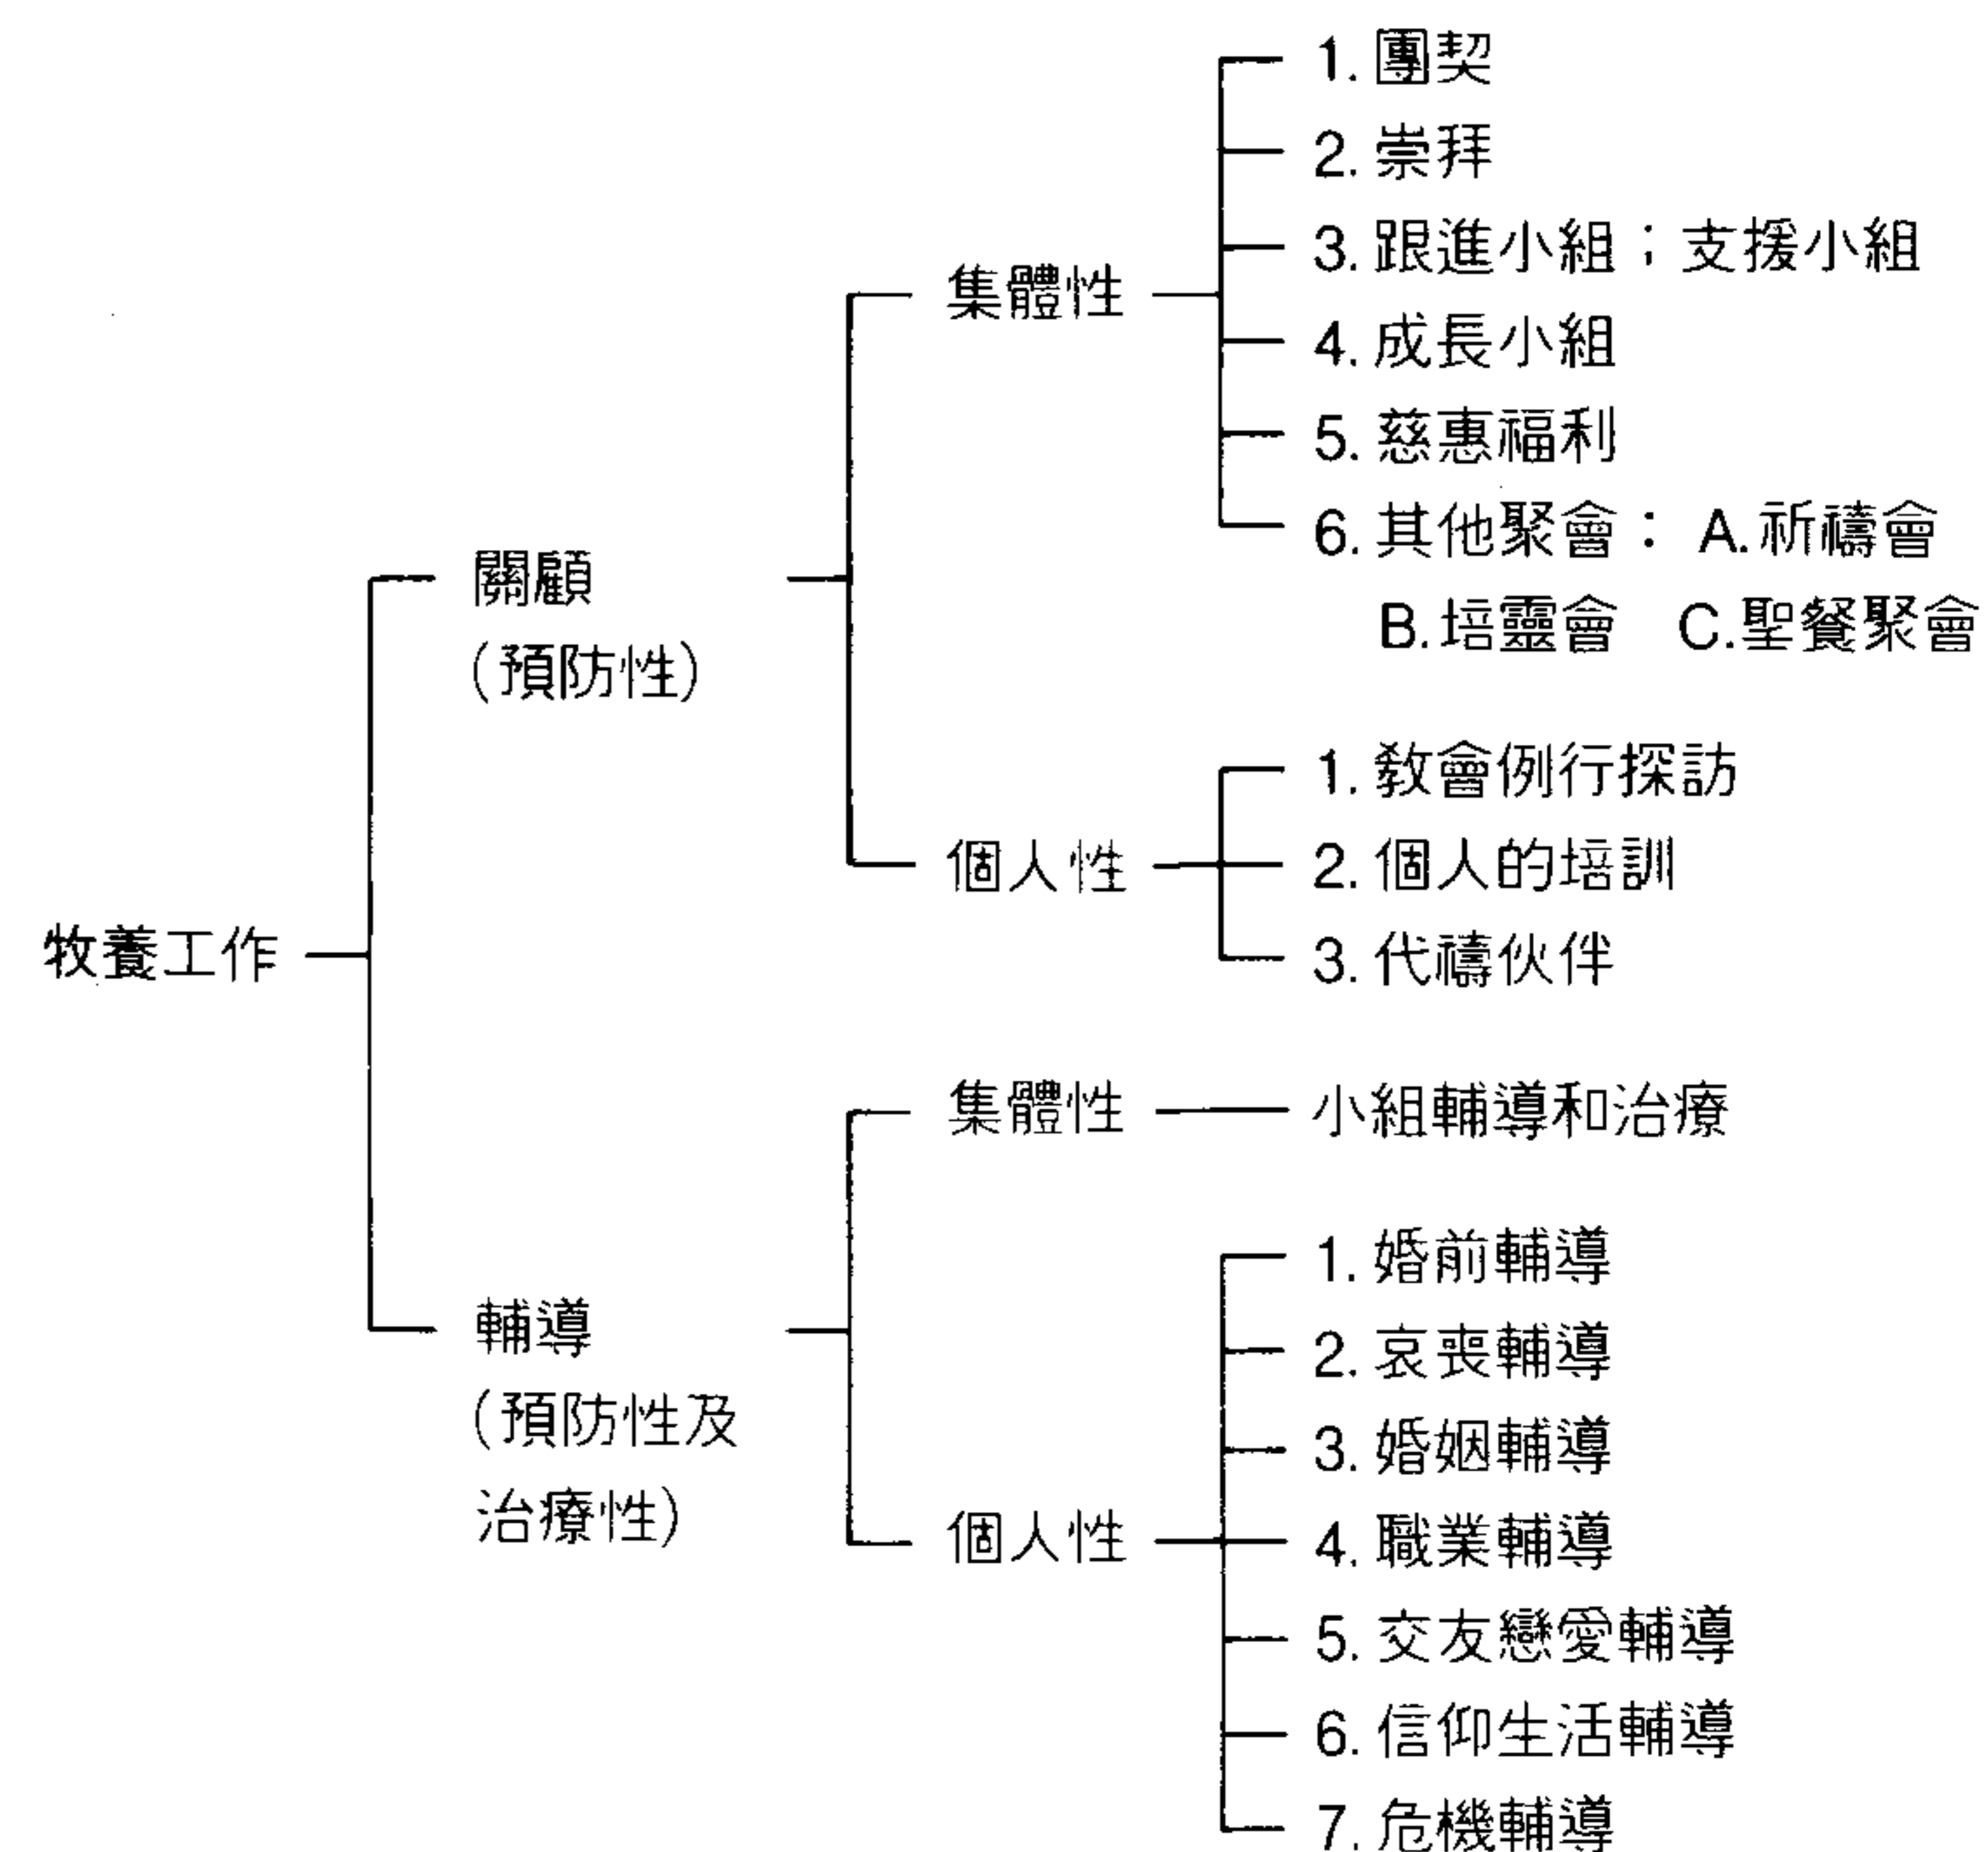 牧養工作
關顧
(預防性)
集體性
1. 團契
2. 崇拜
3. 跟進小組；支援小組
4. 成長小組
5. 慈惠福利
6. 其他聚會： A. 祈禱會
B. 培靈會 C. 聖餐聚會
個人性
1. 教會例行探訪
2. 個人的培訓
3. 代禱伙伴
輔導
(預防性及
治療性)
集體性
小組輔導和治療
個人性
1. 婚前輔導
2. 哀喪輔導
3. 婚姻輔導
4. 職業輔導
5. 交友戀愛輔導
6. 信仰生活輔導
7. 危機輔導